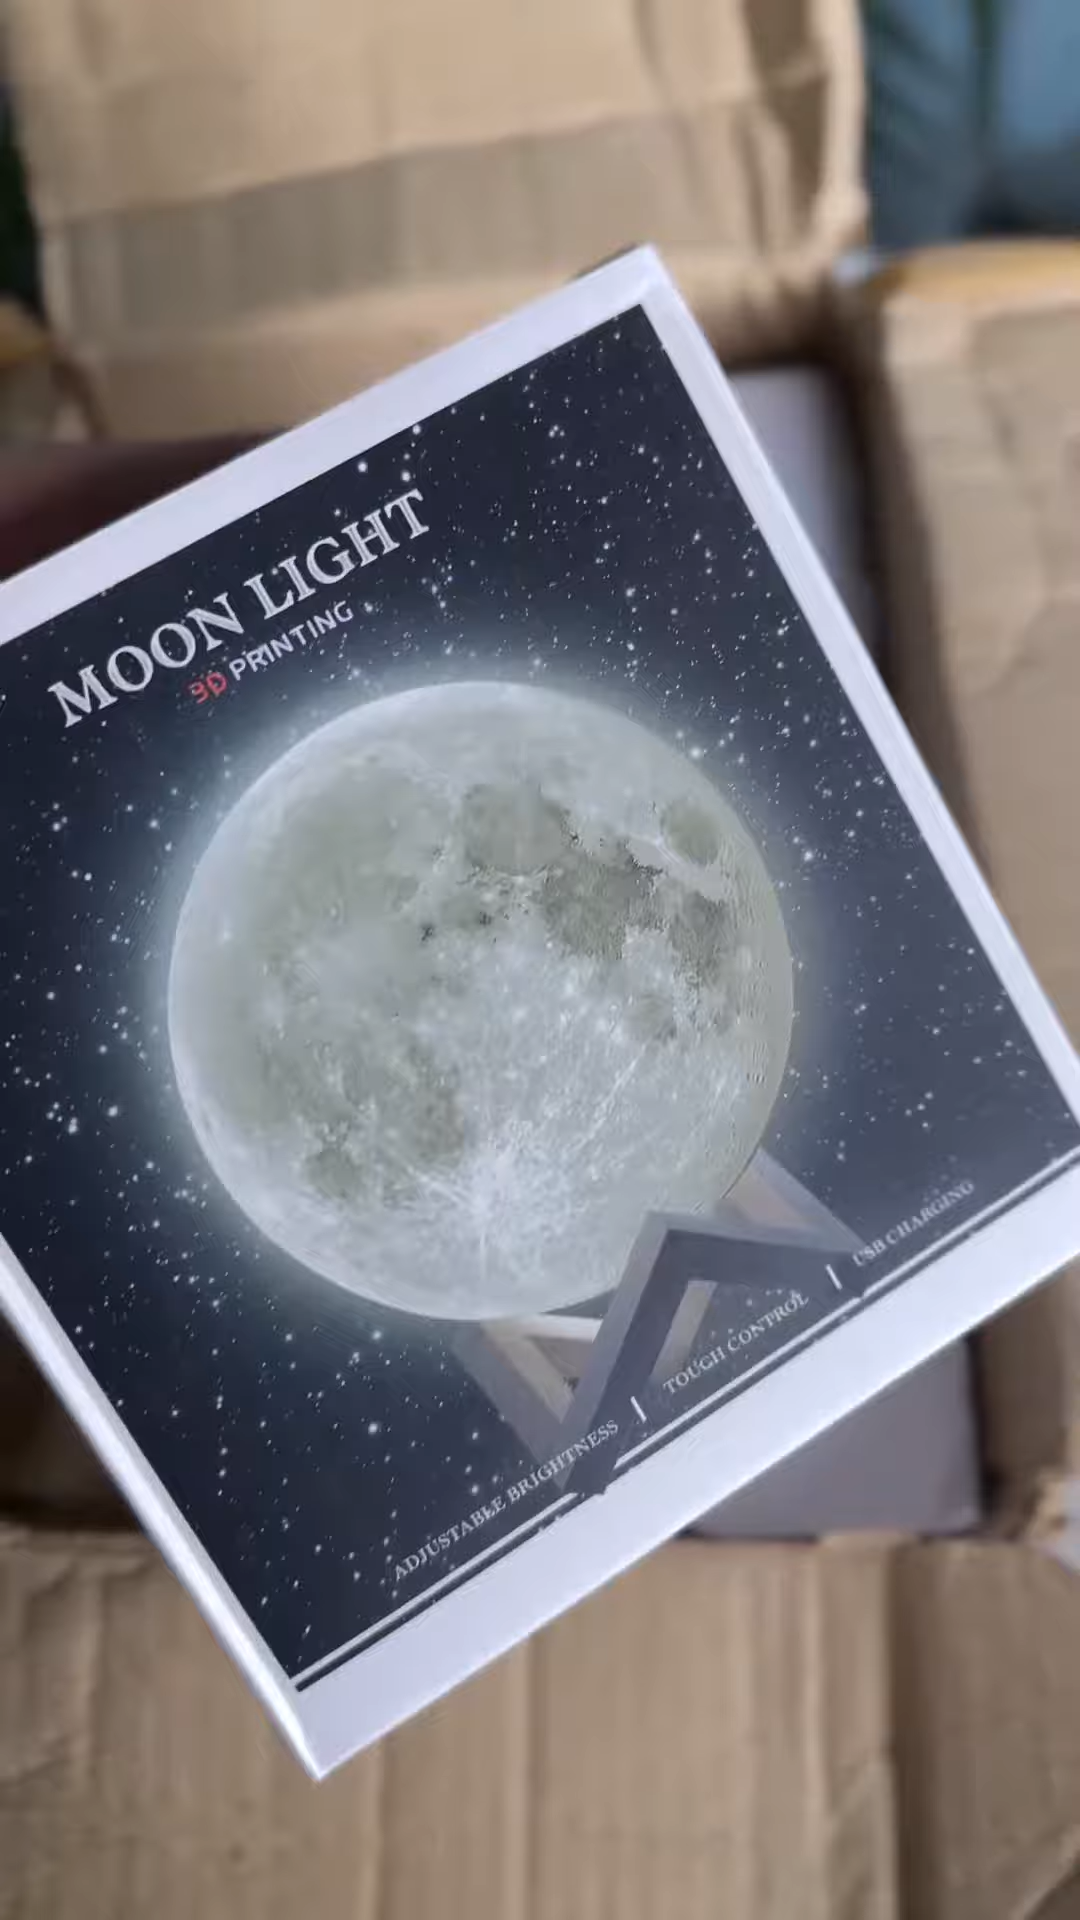 MOON LIGHT
3D PRINTING
ADJUSTABLE BRIGHTNESS | TOUCH CONTROL | USB CHARGING